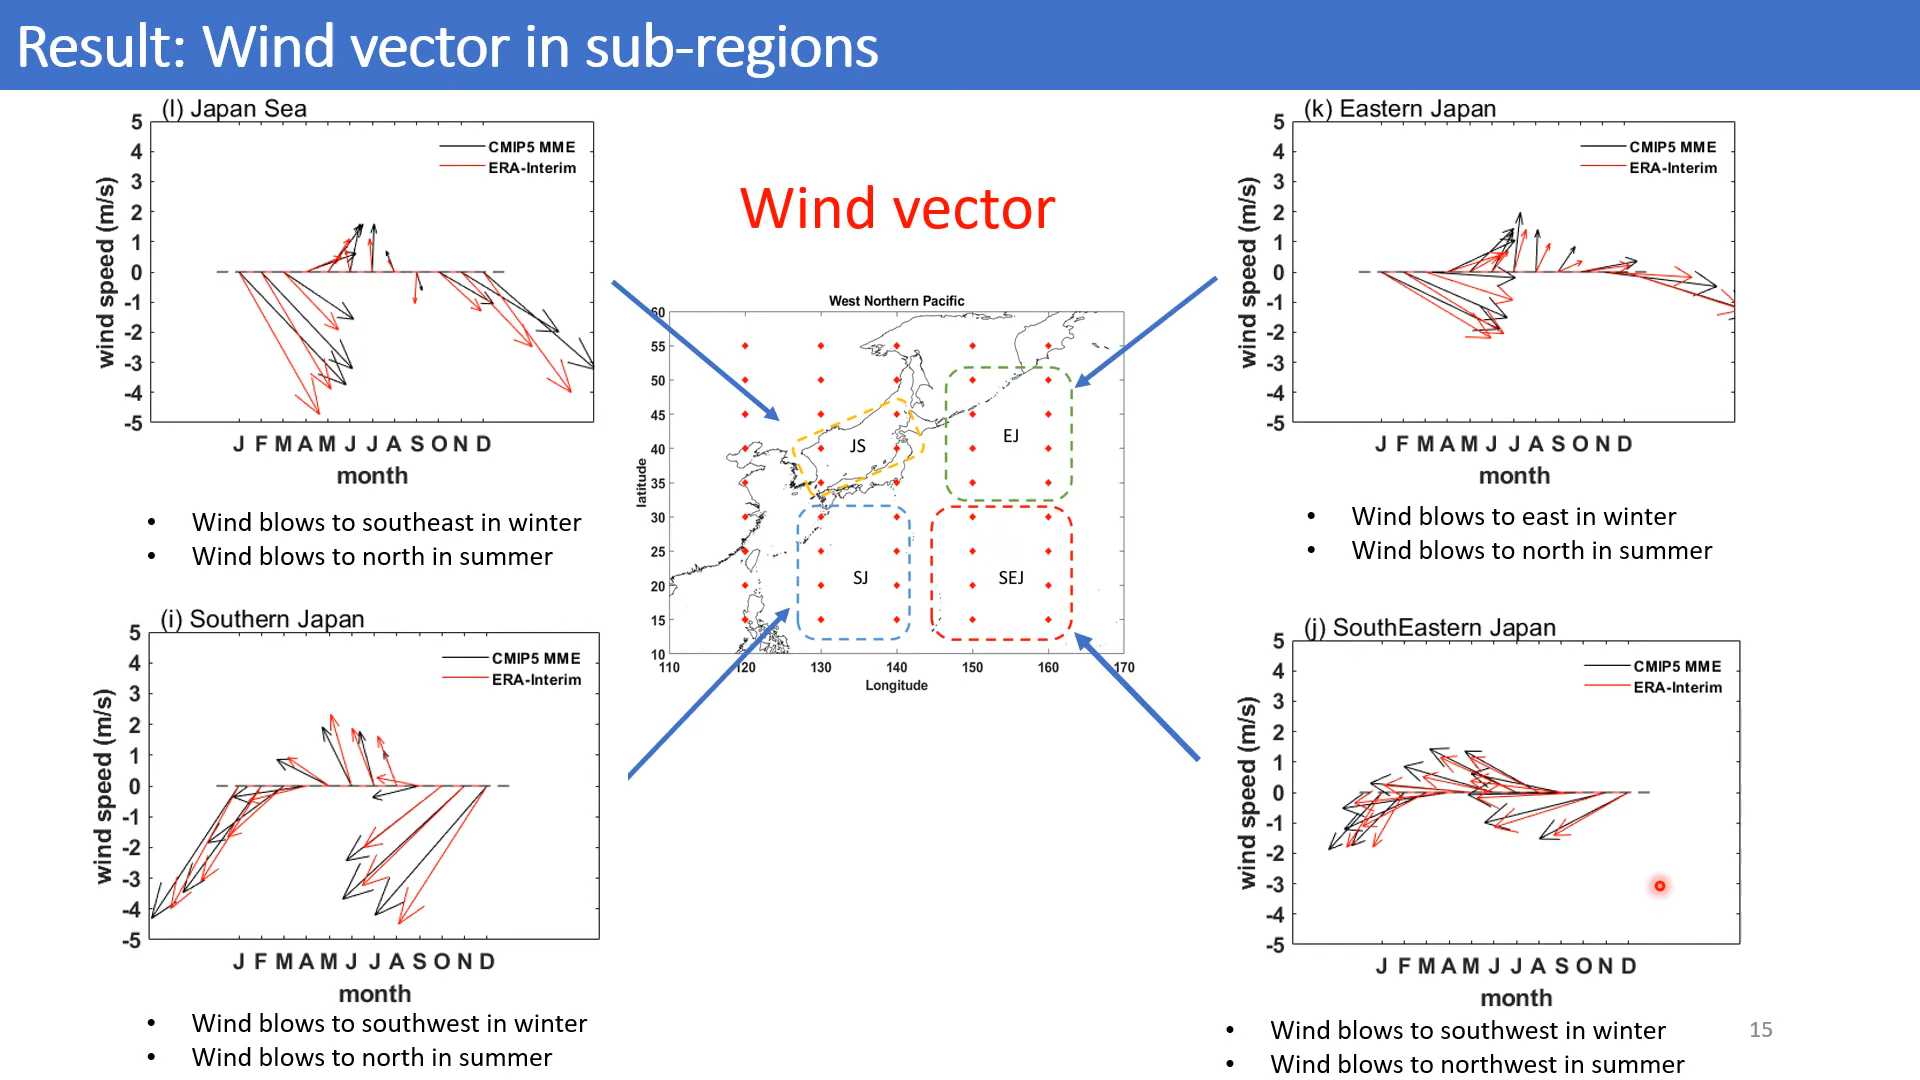 Result: Wind vector in sub-regions
(l) Japan Sea
5
4
3
2
1
0
-1
-2
-3
-4
-5
wind speed (m/s)
CMIP5 MME
ERA-Interim
J F M A M J J A S O N D
month
• Wind blows to southeast in winter
• Wind blows to north in summer
Wind vector
(k) Eastern Japan
5
4
3
2
1
0
-1
-2
-3
-4
-5
wind speed (m/s)
CMIP5 MME
ERA-Interim
J F M A M J J A S O N D
month
• Wind blows to east in winter
• Wind blows to north in summer
West Northern Pacific
60
55
50
45
40
35
30
25
20
15
10
latitude
JS
EJ
SJ
SEJ
110 120 130 140 150 160 170
Longitude
(i) Southern Japan
5
4
3
2
1
0
-1
-2
-3
-4
-5
wind speed (m/s)
CMIP5 MME
ERA-Interim
J F M A M J J A S O N D
month
• Wind blows to southwest in winter
• Wind blows to north in summer
(j) SouthEastern Japan
5
4
3
2
1
0
-1
-2
-3
-4
-5
wind speed (m/s)
CMIP5 MME
ERA-Interim
J F M A M J J A S O N D
month
• Wind blows to southwest in winter
• Wind blows to northwest in summer
15